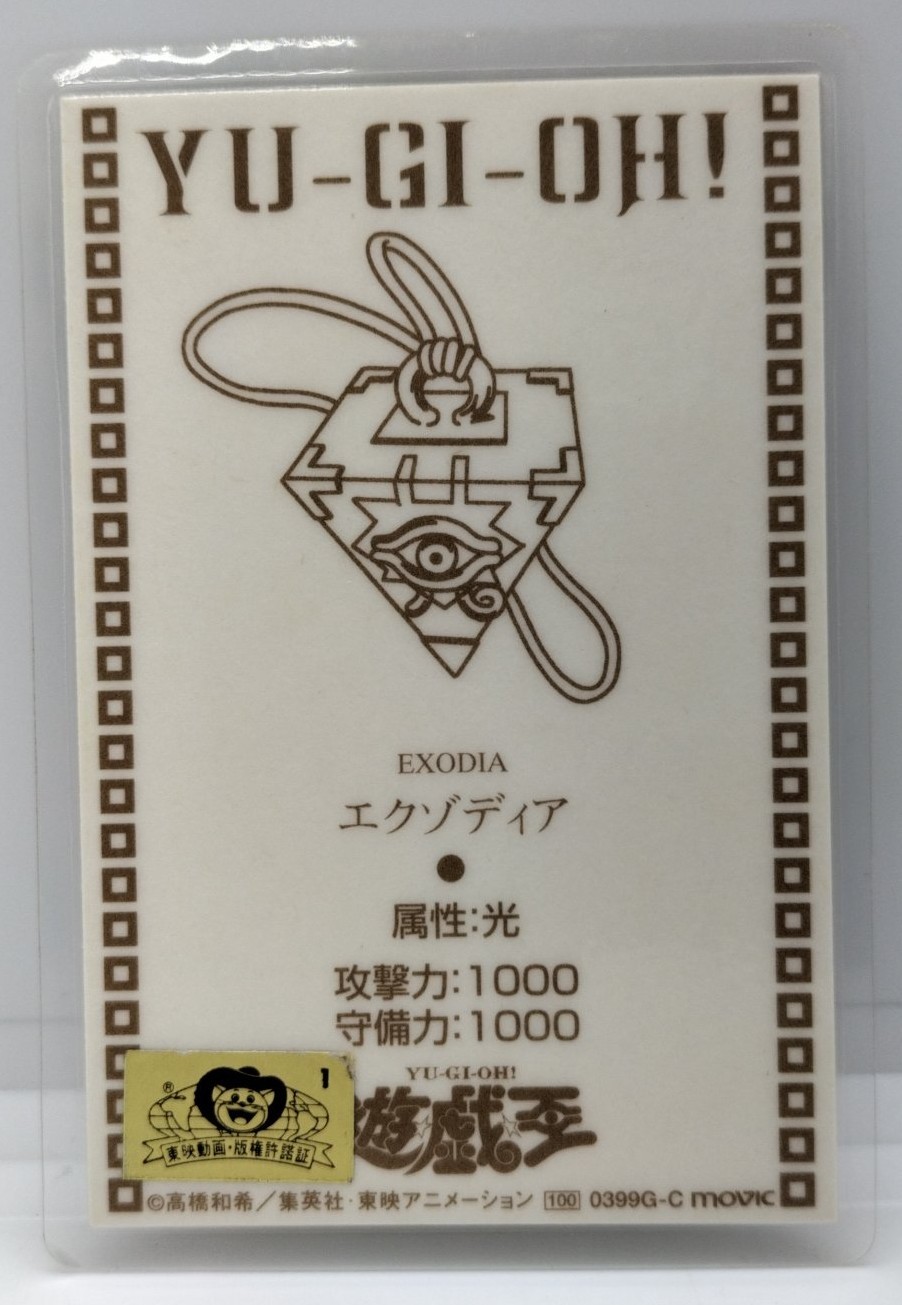 YU-GI-OH!
EXODIA
エクゾディア
●
属性:光
攻撃力:1000
守備力:1000
YU-GI-OH!
遊戯王
® 1
東映動画・版権許諾証
©高橋和希／集英社・東映アニメーション 100 0399G-C movic